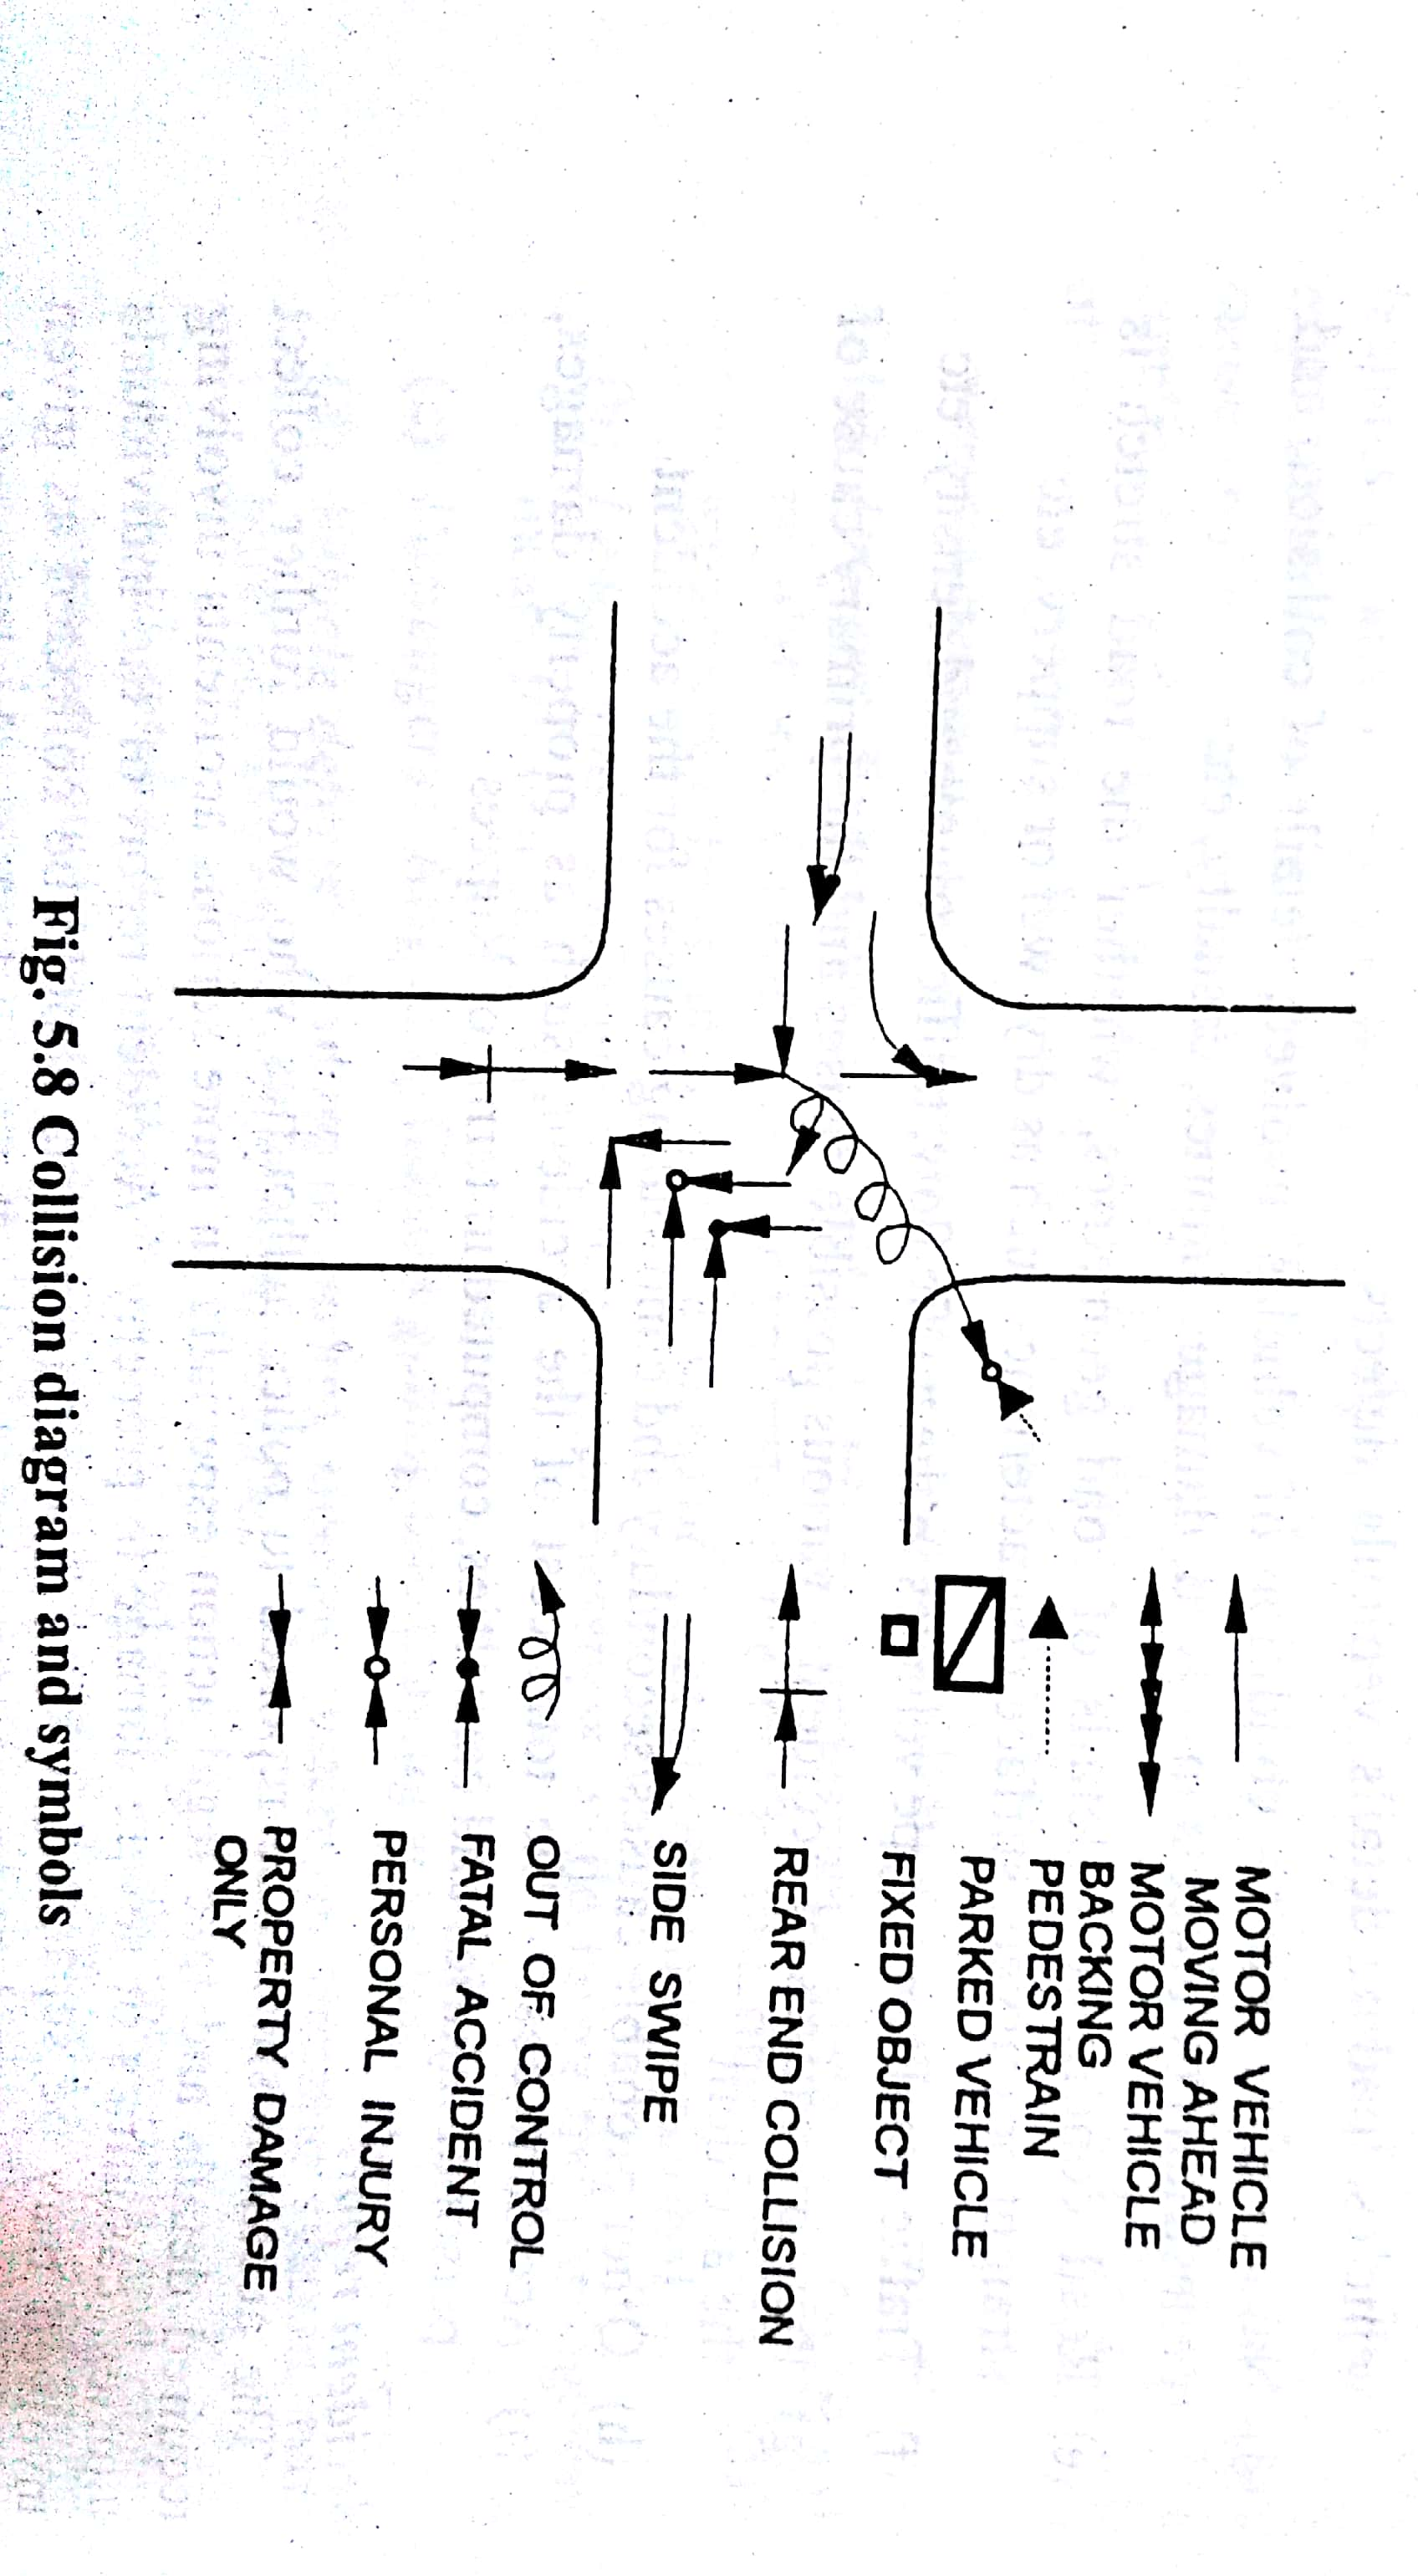 MOTOR VEHICLE
MOVING AHEAD
MOTOR VEHICLE
BACKING
PEDESTRAIN
PARKED VEHICLE
FIXED OBJECT
REAR END COLLISION
SIDE SWIPE
OUT OF CONTROL
FATAL ACCIDENT
PERSONAL INJURY
PROPERTY DAMAGE
ONLY
Fig. 5.8 Collision diagram and symbols